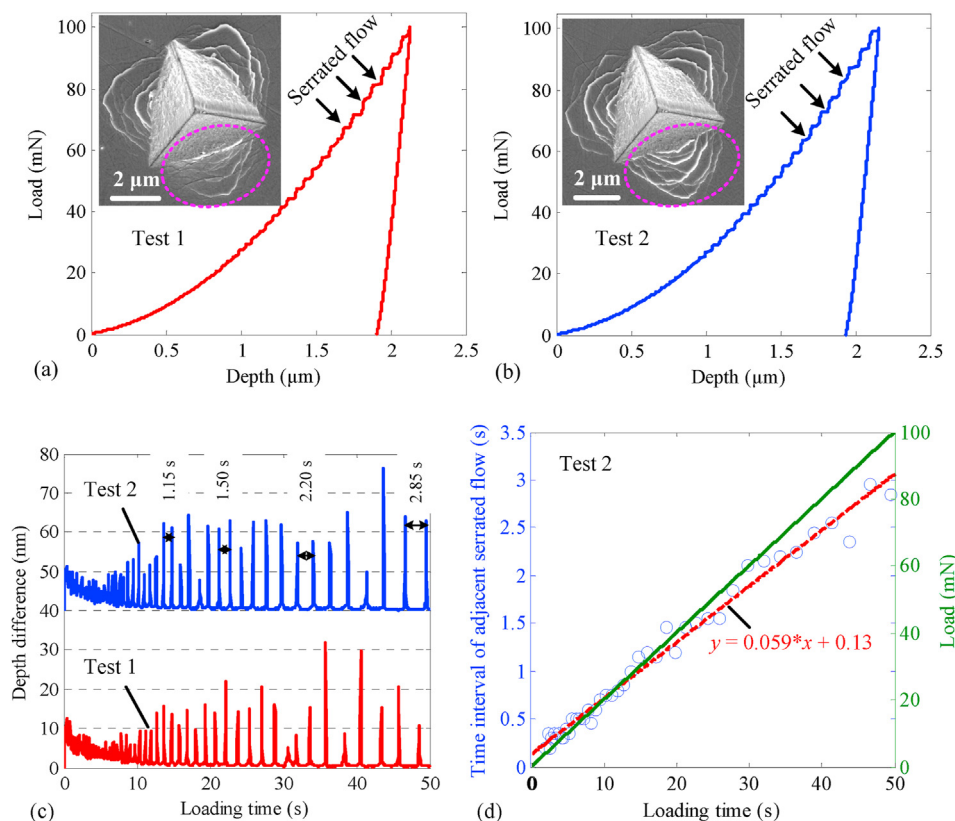 100
80
60
40
20
0
Load (mN)
Serrated flow
2 μm
Test 1
0
0.5
1
1.5
2
2.5
Depth (μm)
(a)
100
80
60
40
20
0
Load (mN)
Serrated flow
2 μm
Test 2
0
0.5
1
1.5
2
2.5
Depth (μm)
(b)
80
70
60
50
40
30
20
10
0
Depth difference (nm)
Test 2
1.15 s
1.50 s
2.20 s
2.85 s
Test 1
0
10
20
30
40
50
Loading time (s)
(c)
3.5
3
2.5
2
1.5
1
0.5
0
Time interval of adjacent serrated flow (s)
Test 2
y = 0.059*x + 0.13
100
80
60
40
20
0
Load (mN)
0
10
20
30
40
50
Loading time (s)
(d)